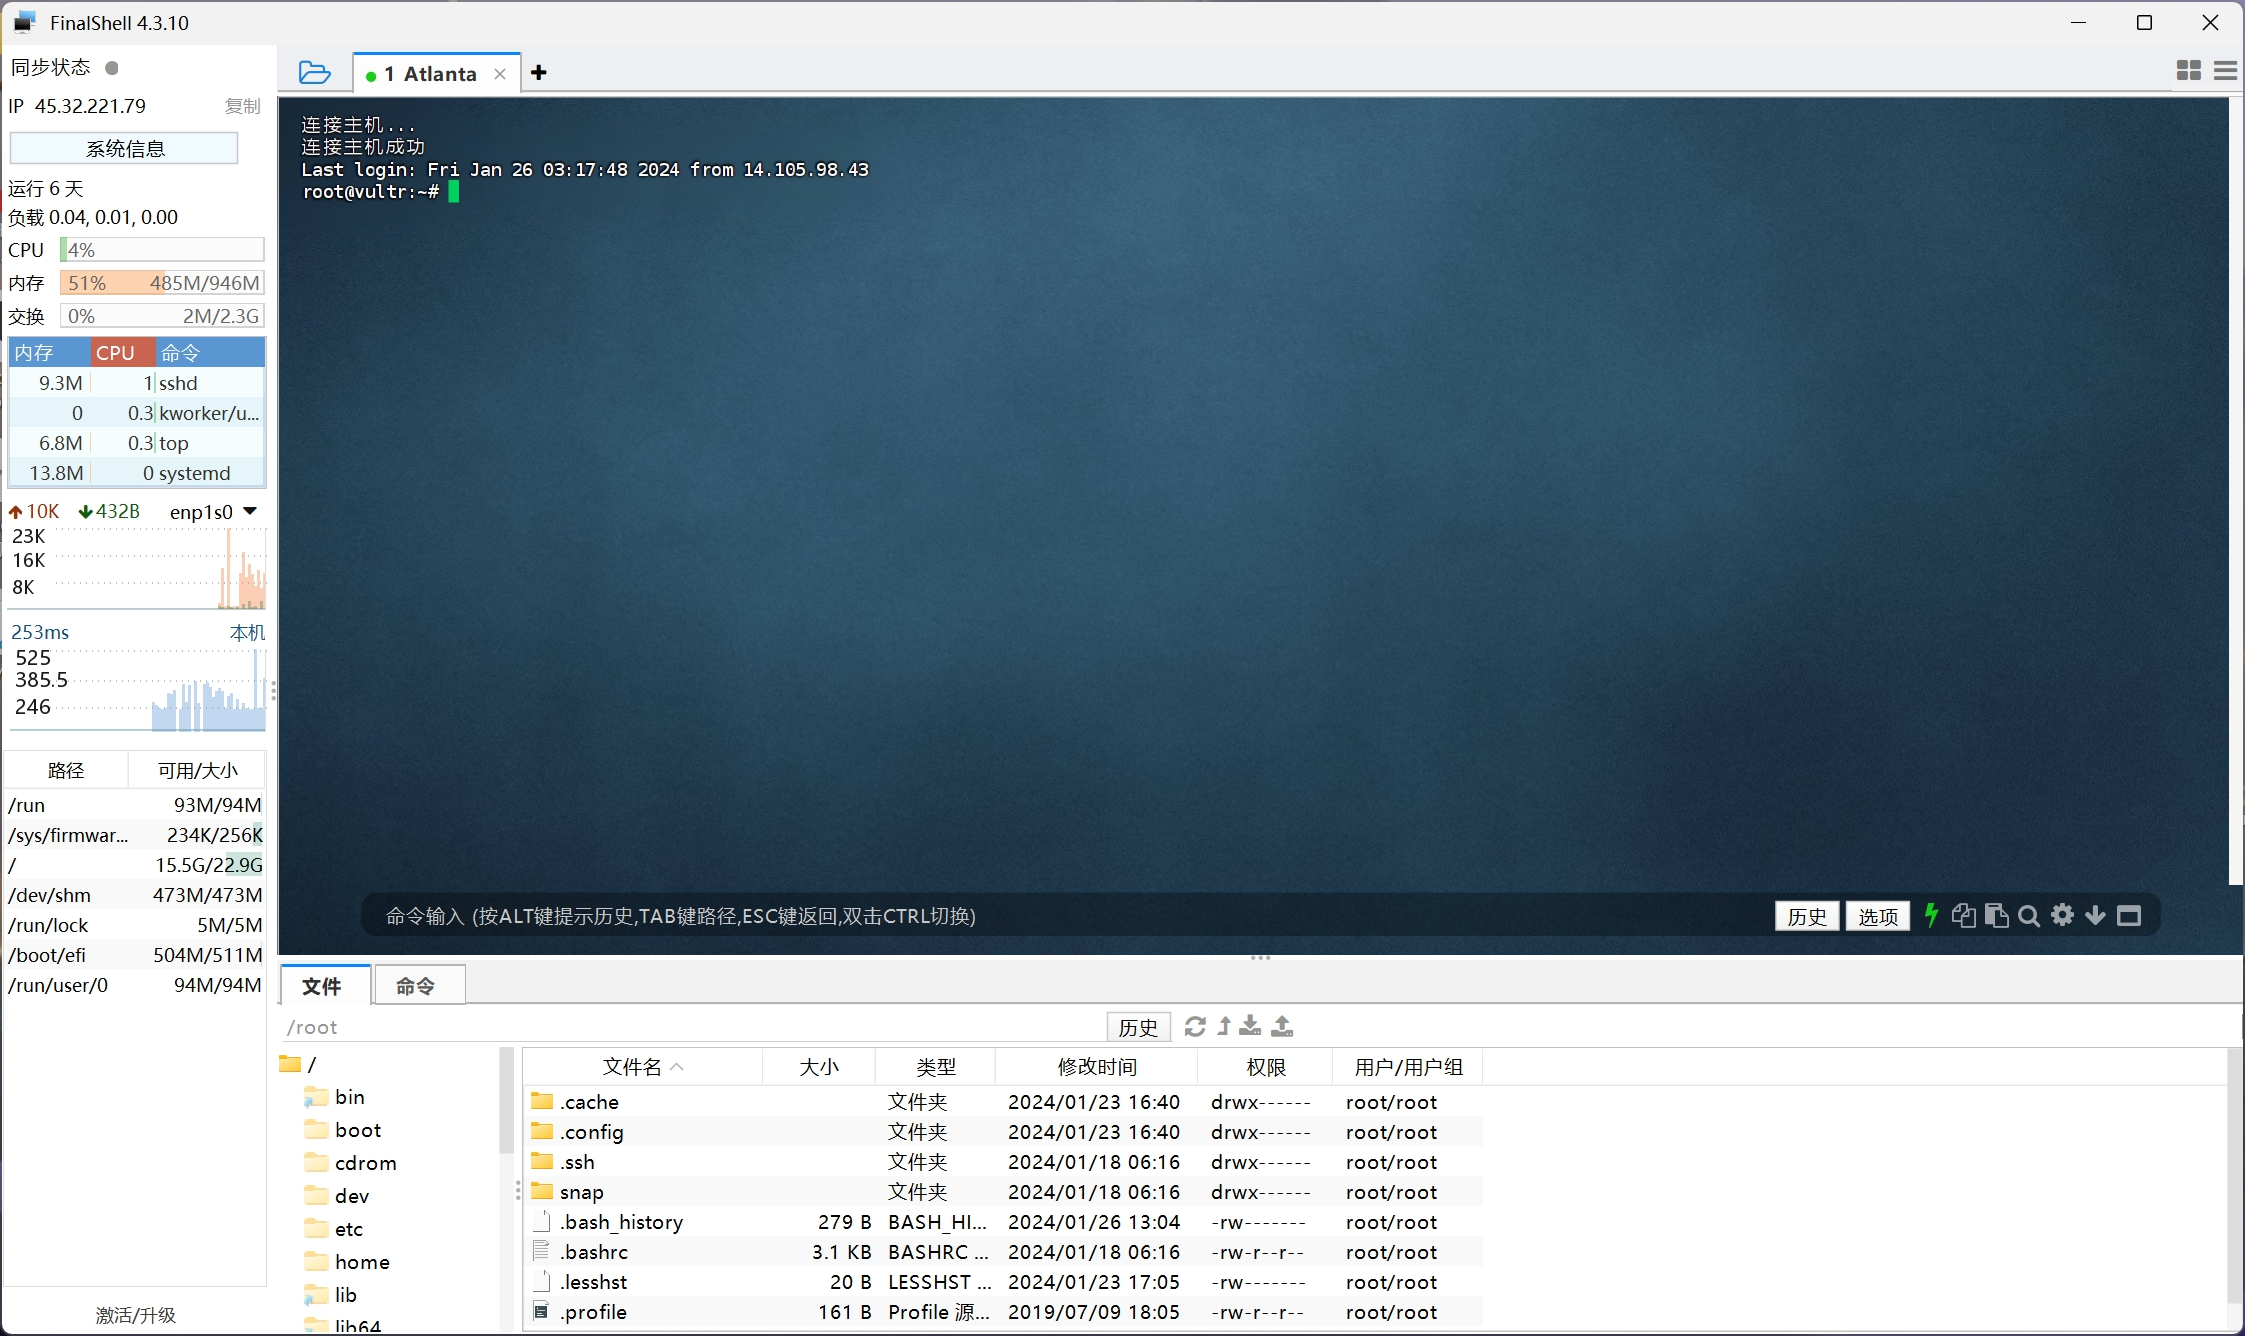 FinalShell 4.3.10
同步状态
IP 45.32.221.79 复制
系统信息
运行 6 天
负载 0.04, 0.01, 0.00
CPU 4%
内存 51% 485M/946M
交换 0% 2M/2.3G
内存 CPU 命令
9.3M 1 sshd
0 0.3 kworker/u...
6.8M 0.3 top
13.8M 0 systemd
10K 432B enp1s0
23K
16K
8K
253ms 本机
525
385.5
246
路径 可用/大小
/run 93M/94M
/sys/firmwar... 234K/256K
/ 15.5G/22.9G
/dev/shm 473M/473M
/run/lock 5M/5M
/boot/efi 504M/511M
/run/user/0 94M/94M
激活/升级
1 Atlanta
连接主机...
连接主机成功
Last login: Fri Jan 26 03:17:48 2024 from 14.105.98.43
root@vultr:~#
命令输入 (按ALT键提示历史,TAB键路径,ESC键返回,双击CTRL切换) 历史 选项
文件 命令
/root 历史
/
bin
boot
cdrom
dev
etc
home
lib
lib64
文件名 大小 类型 修改时间 权限 用户/用户组
.cache 文件夹 2024/01/23 16:40 drwx------ root/root
.config 文件夹 2024/01/23 16:40 drwx------ root/root
.ssh 文件夹 2024/01/18 06:16 drwx------ root/root
snap 文件夹 2024/01/18 06:16 drwx------ root/root
.bash_history 279 B BASH_HI... 2024/01/26 13:04 -rw------- root/root
.bashrc 3.1 KB BASHRC ... 2024/01/18 06:16 -rw-r--r-- root/root
.lesshst 20 B LESSHST ... 2024/01/23 17:05 -rw------- root/root
.profile 161 B Profile 源... 2019/07/09 18:05 -rw-r--r-- root/root